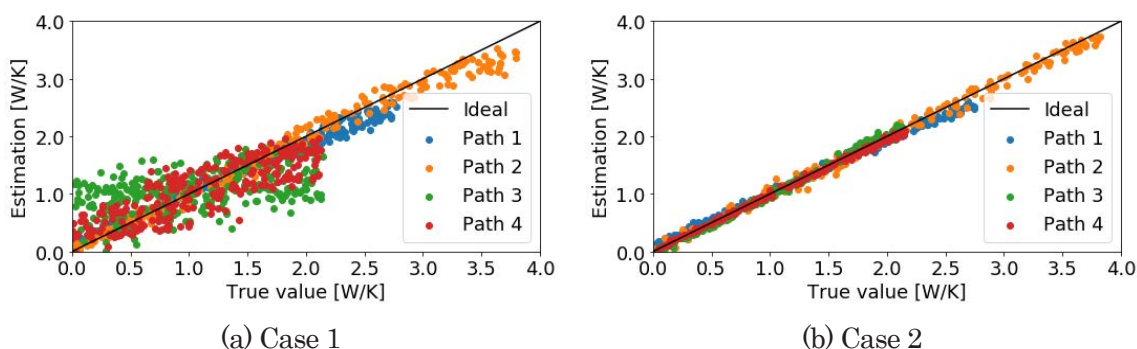 4.0
3.0
2.0
1.0
0.0
Estimation [W/K]
0.0 0.5 1.0 1.5 2.0 2.5 3.0 3.5 4.0
True value [W/K]
Ideal
Path 1
Path 2
Path 3
Path 4
(a) Case 1
4.0
3.0
2.0
1.0
0.0
Estimation [W/K]
0.0 0.5 1.0 1.5 2.0 2.5 3.0 3.5 4.0
True value [W/K]
Ideal
Path 1
Path 2
Path 3
Path 4
(b) Case 2